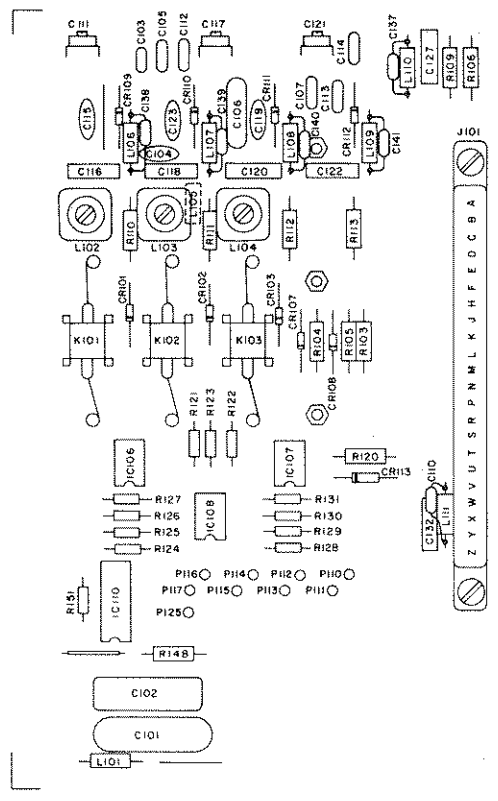 C111
C103
C105
C112
C117
C121
C114
C137
L110
C127
R109
R106
CR109
C138
CR110
C139
CR111
C107
C113
C115
L106
C123
L107
C106
C119
L108
C140
CR112
L109
C141
C104
J101
C116
C118
C120
C122
L105
L102
R110
L103
R111
L104
R112
R113
CR101
CR102
CR103
CR107
K101
K102
K103
R104
R105
R103
CR108
R121
R123
R122
A B C D E F H J K L M N P R S T U V W X Y Z
IC106
IC107
R120
CR113
C110
R127
R126
R125
R124
IC108
R131
R130
R129
R128
C132
L111
P116
P114
P112
P110
P117
P115
P113
P111
P125
R151
IC110
R148
C102
C101
L101